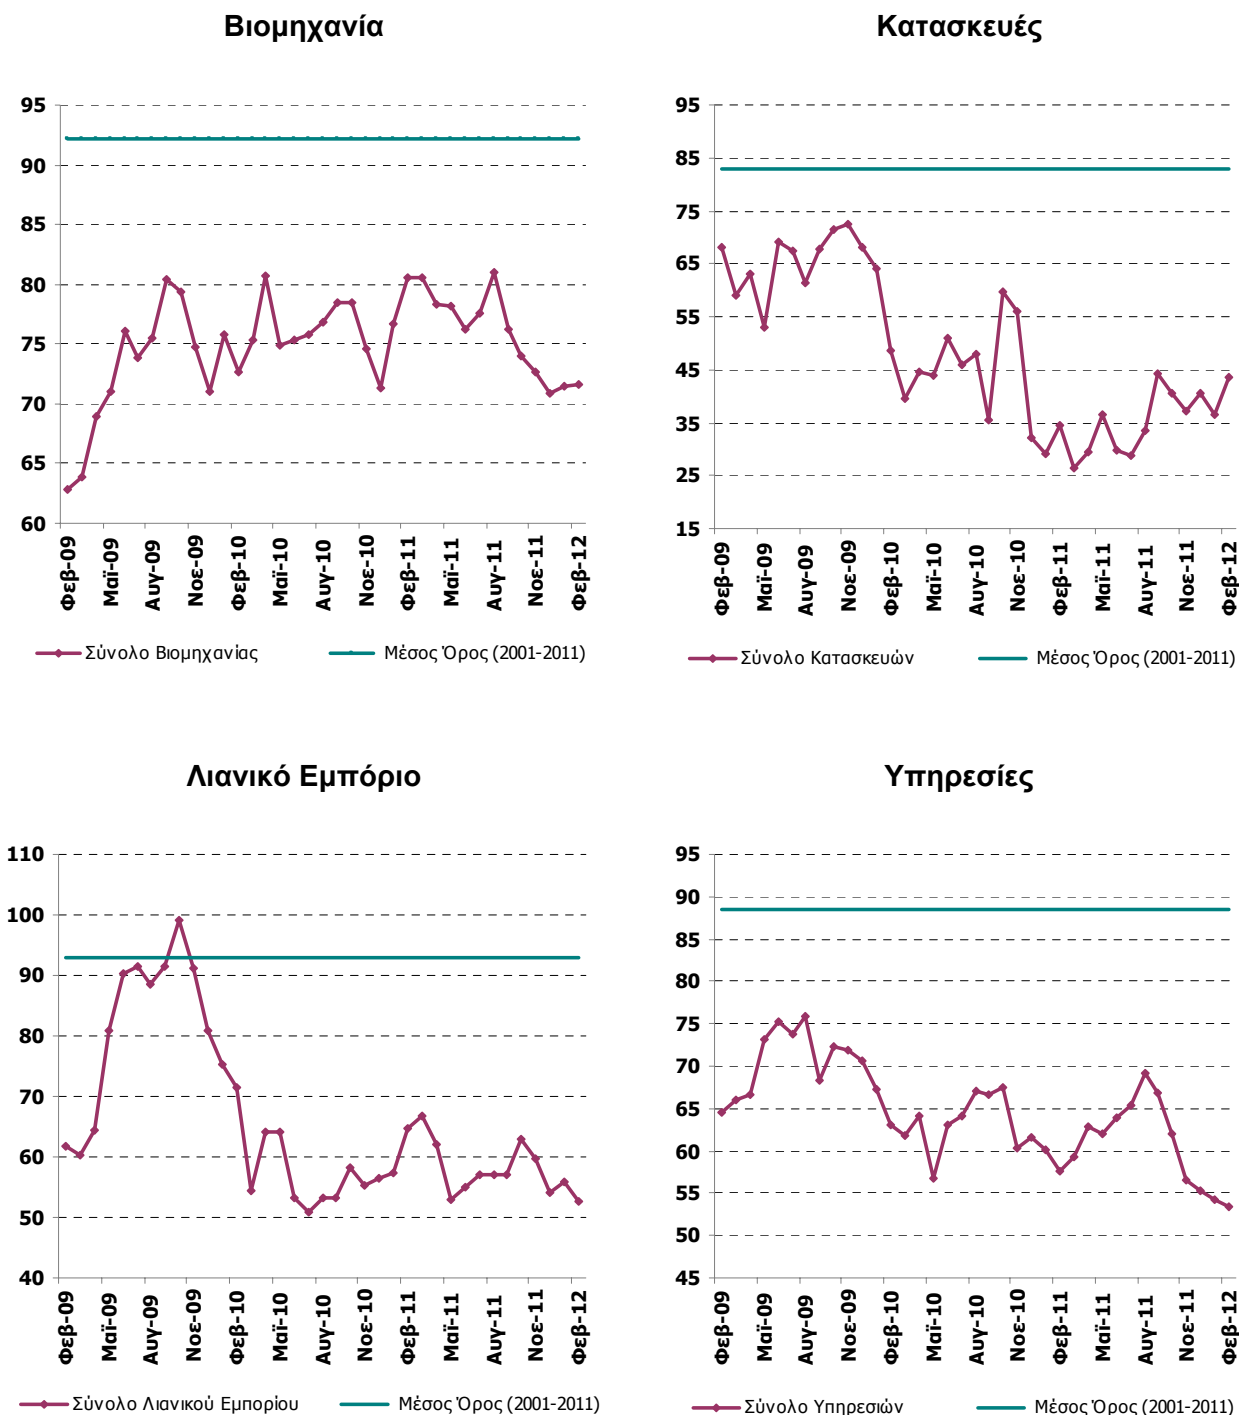 Βιομηχανία
95
90
85
80
75
70
65
60
Φεβ-09
Μαϊ-09
Αυγ-09
Νοε-09
Φεβ-10
Μαϊ-10
Αυγ-10
Νοε-10
Φεβ-11
Μαϊ-11
Αυγ-11
Νοε-11
Φεβ-12
Σύνολο Βιομηχανίας
Μέσος Όρος (2001-2011)
Κατασκευές
95
85
75
65
55
45
35
25
15
Φεβ-09
Μαϊ-09
Αυγ-09
Νοε-09
Φεβ-10
Μαϊ-10
Αυγ-10
Νοε-10
Φεβ-11
Μαϊ-11
Αυγ-11
Νοε-11
Φεβ-12
Σύνολο Κατασκευών
Μέσος Όρος (2001-2011)
Λιανικό Εμπόριο
110
100
90
80
70
60
50
40
Φεβ-09
Μαϊ-09
Αυγ-09
Νοε-09
Φεβ-10
Μαϊ-10
Αυγ-10
Νοε-10
Φεβ-11
Μαϊ-11
Αυγ-11
Νοε-11
Φεβ-12
Σύνολο Λιανικού Εμπορίου
Μέσος Όρος (2001-2011)
Υπηρεσίες
95
90
85
80
75
70
65
60
55
50
45
Φεβ-09
Μαϊ-09
Αυγ-09
Νοε-09
Φεβ-10
Μαϊ-10
Αυγ-10
Νοε-10
Φεβ-11
Μαϊ-11
Αυγ-11
Νοε-11
Φεβ-12
Σύνολο Υπηρεσιών
Μέσος Όρος (2001-2011)